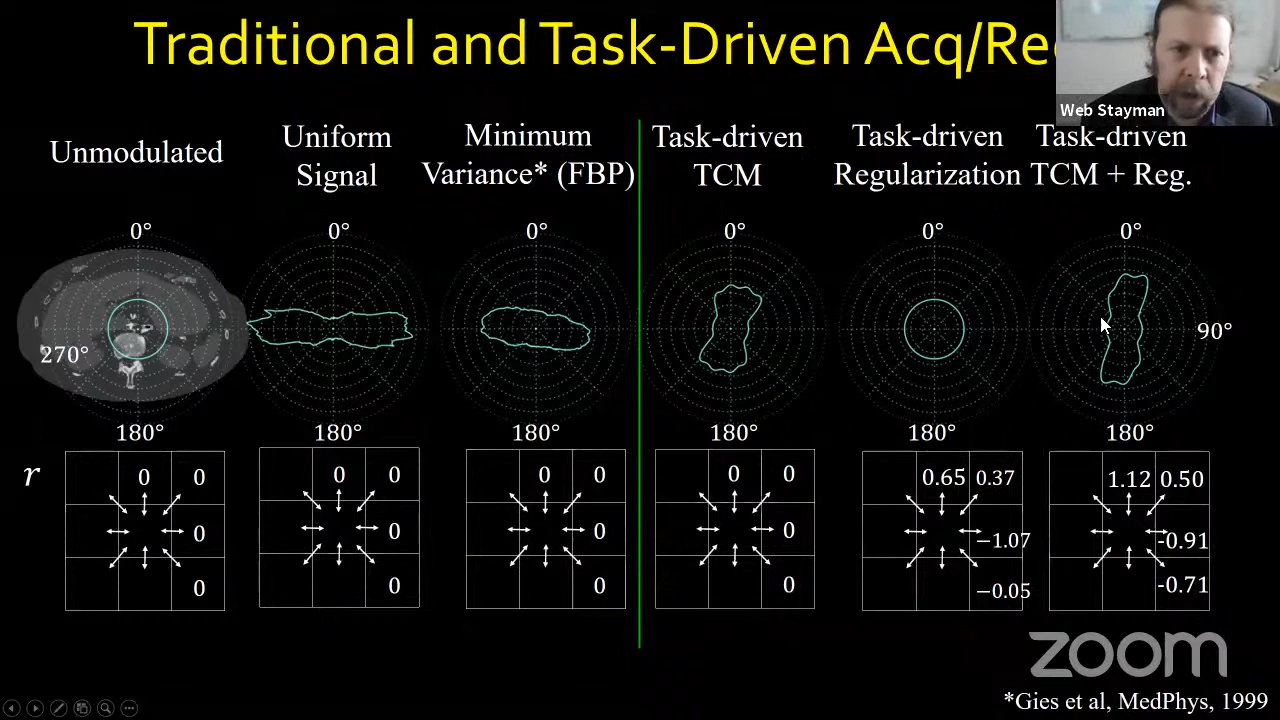 Traditional and Task-Driven Acq/Rec
Web Stayman
Unmodulated
Uniform
Signal
Minimum
Variance* (FBP)
Task-driven
TCM
Task-driven
Regularization
Task-driven
TCM + Reg.
0° 0° 0° 0° 0° 0°
270° 90°
180° 180° 180° 180° 180° 180°
r
0 0 0 0 0 0 0 0 0.65 0.37 1.12 0.50
0 0 0 0 −1.07 -0.91
0 0 0 0 −0.05 -0.71
zoom
*Gies et al, MedPhys, 1999